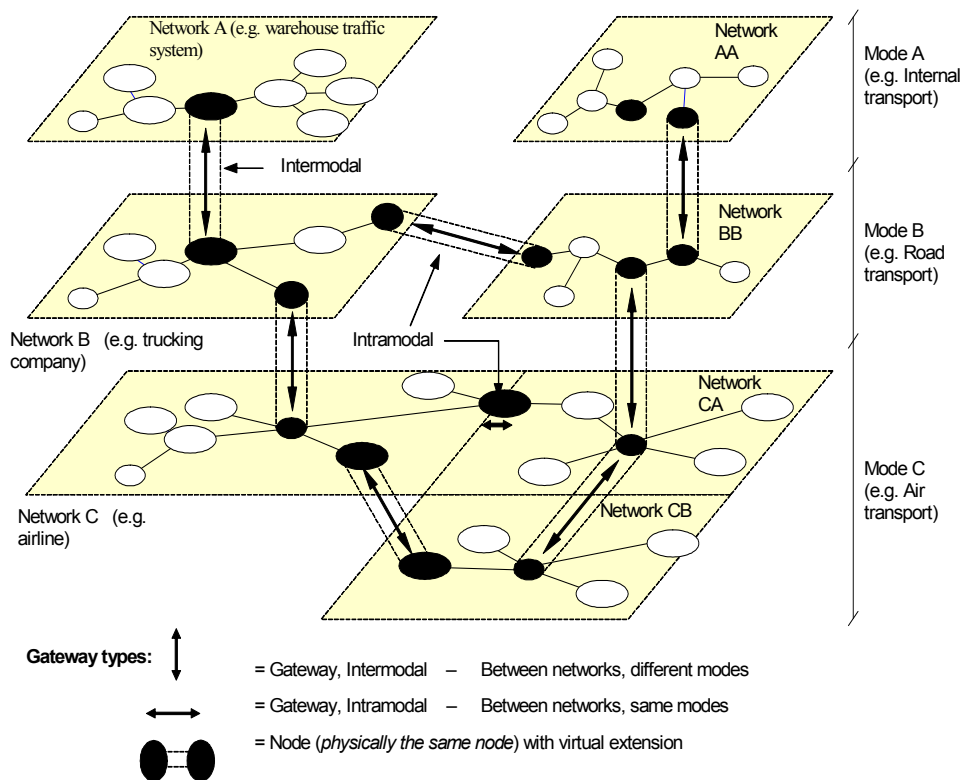 Network A (e.g. warehouse traffic
system)
Network
AA
Mode A
(e.g. Internal
transport)
Intermodal
Network
BB
Mode B
(e.g. Road
transport)
Network B (e.g. trucking
company)
Intramodal
Network
CA
Mode C
(e.g. Air
transport)
Network C (e.g.
airline)
Network CB
Gateway types:
= Gateway, Intermodal – Between networks, different modes
= Gateway, Intramodal – Between networks, same modes
= Node (physically the same node) with virtual extension